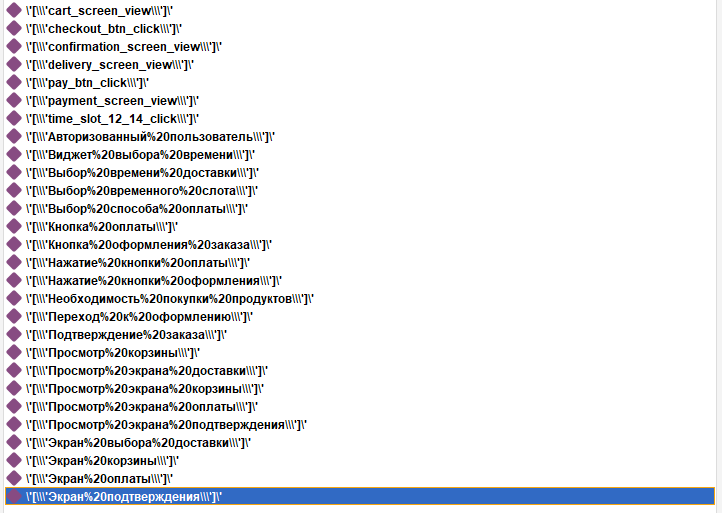 \'[\\\'cart_screen_view\\\']\'
\'[\\\'checkout_btn_click\\\']\'
\'[\\\'confirmation_screen_view\\\']\'
\'[\\\'delivery_screen_view\\\']\'
\'[\\\'pay_btn_click\\\']\'
\'[\\\'payment_screen_view\\\']\'
\'[\\\'time_slot_12_14_click\\\']\'
\'[\\\'Авторизованный%20пользователь\\\']\'
\'[\\\'Виджет%20выбора%20времени\\\']\'
\'[\\\'Выбор%20времени%20доставки\\\']\'
\'[\\\'Выбор%20временного%20слота\\\']\'
\'[\\\'Выбор%20способа%20оплаты\\\']\'
\'[\\\'Кнопка%20оплаты\\\']\'
\'[\\\'Кнопка%20оформления%20заказа\\\']\'
\'[\\\'Нажатие%20кнопки%20оплаты\\\']\'
\'[\\\'Нажатие%20кнопки%20оформления\\\']\'
\'[\\\'Необходимость%20покупки%20продуктов\\\']\'
\'[\\\'Переход%20к%20оформлению\\\']\'
\'[\\\'Подтверждение%20заказа\\\']\'
\'[\\\'Просмотр%20корзины\\\']\'
\'[\\\'Просмотр%20экрана%20доставки\\\']\'
\'[\\\'Просмотр%20экрана%20корзины\\\']\'
\'[\\\'Просмотр%20экрана%20оплаты\\\']\'
\'[\\\'Просмотр%20экрана%20подтверждения\\\']\'
\'[\\\'Экран%20выбора%20доставки\\\']\'
\'[\\\'Экран%20корзины\\\']\'
\'[\\\'Экран%20оплаты\\\']\'
\'[\\\'Экран%20подтверждения\\\']\'